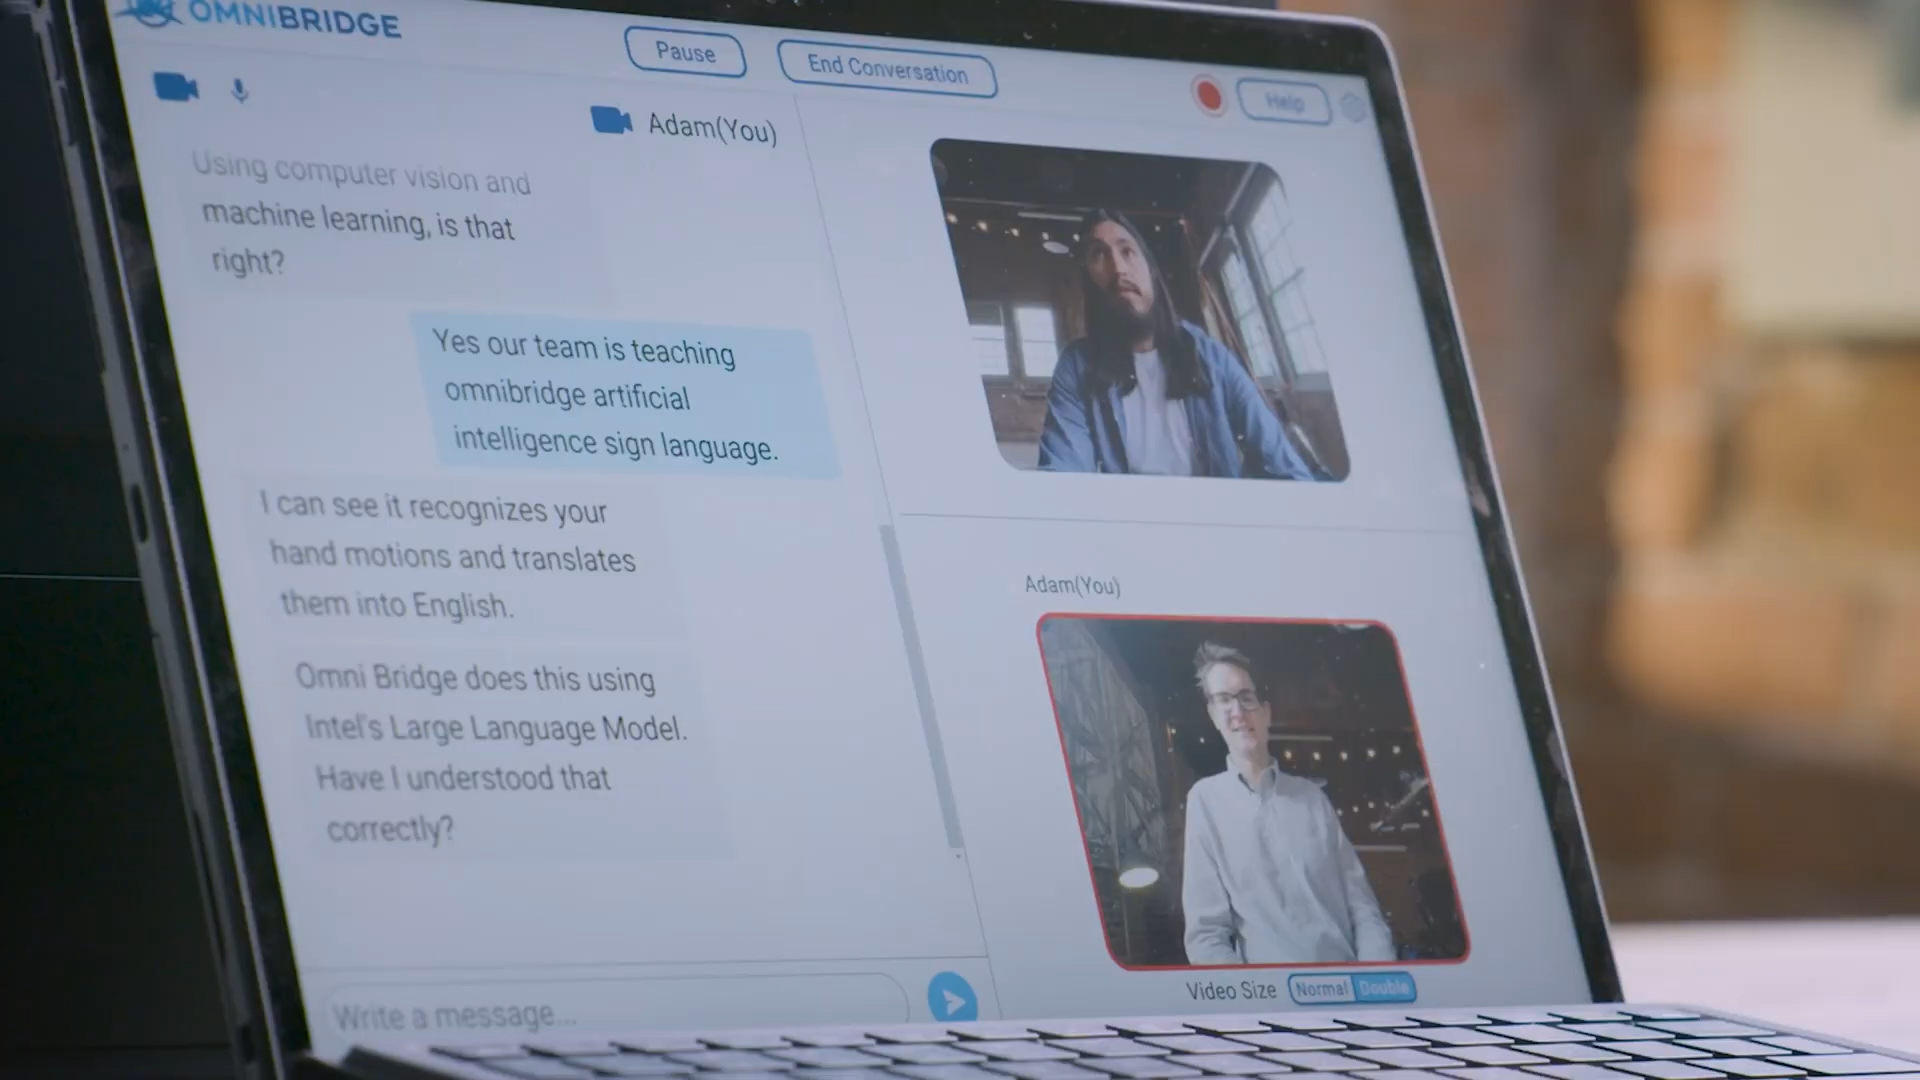 OMNIBRIDGE
Pause
End Conversation
Help
Adam(You)
Using computer vision and
machine learning, is that
right?
Yes our team is teaching
omnibridge artificial
intelligence sign language.
I can see it recognizes your
hand motions and translates
them into English.
Omni Bridge does this using
Intel's Large Language Model.
Have I understood that
correctly?
Write a message...
Adam(You)
Video Size Normal Double